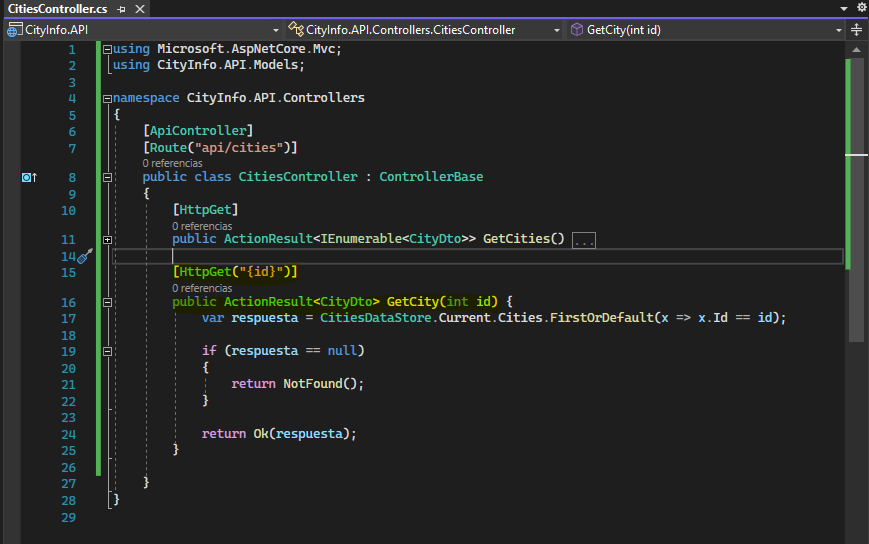 CitiesController.cs
CityInfo.API CityInfo.API.Controllers.CitiesController GetCity(int id)
1 using Microsoft.AspNetCore.Mvc;
2 using CityInfo.API.Models;
3
4 namespace CityInfo.API.Controllers
5 {
6 [ApiController]
7 [Route("api/cities")]
0 referencias
8 public class CitiesController : ControllerBase
9 {
10 [HttpGet]
0 referencias
11 public ActionResult<IEnumerable<CityDto>> GetCities() ...
14
15 [HttpGet("{id}")]
0 referencias
16 public ActionResult<CityDto> GetCity(int id) {
17 var respuesta = CitiesDataStore.Current.Cities.FirstOrDefault(x => x.Id == id);
18
19 if (respuesta == null)
20 {
21 return NotFound();
22 }
23
24 return Ok(respuesta);
25 }
26
27 }
28 }
29